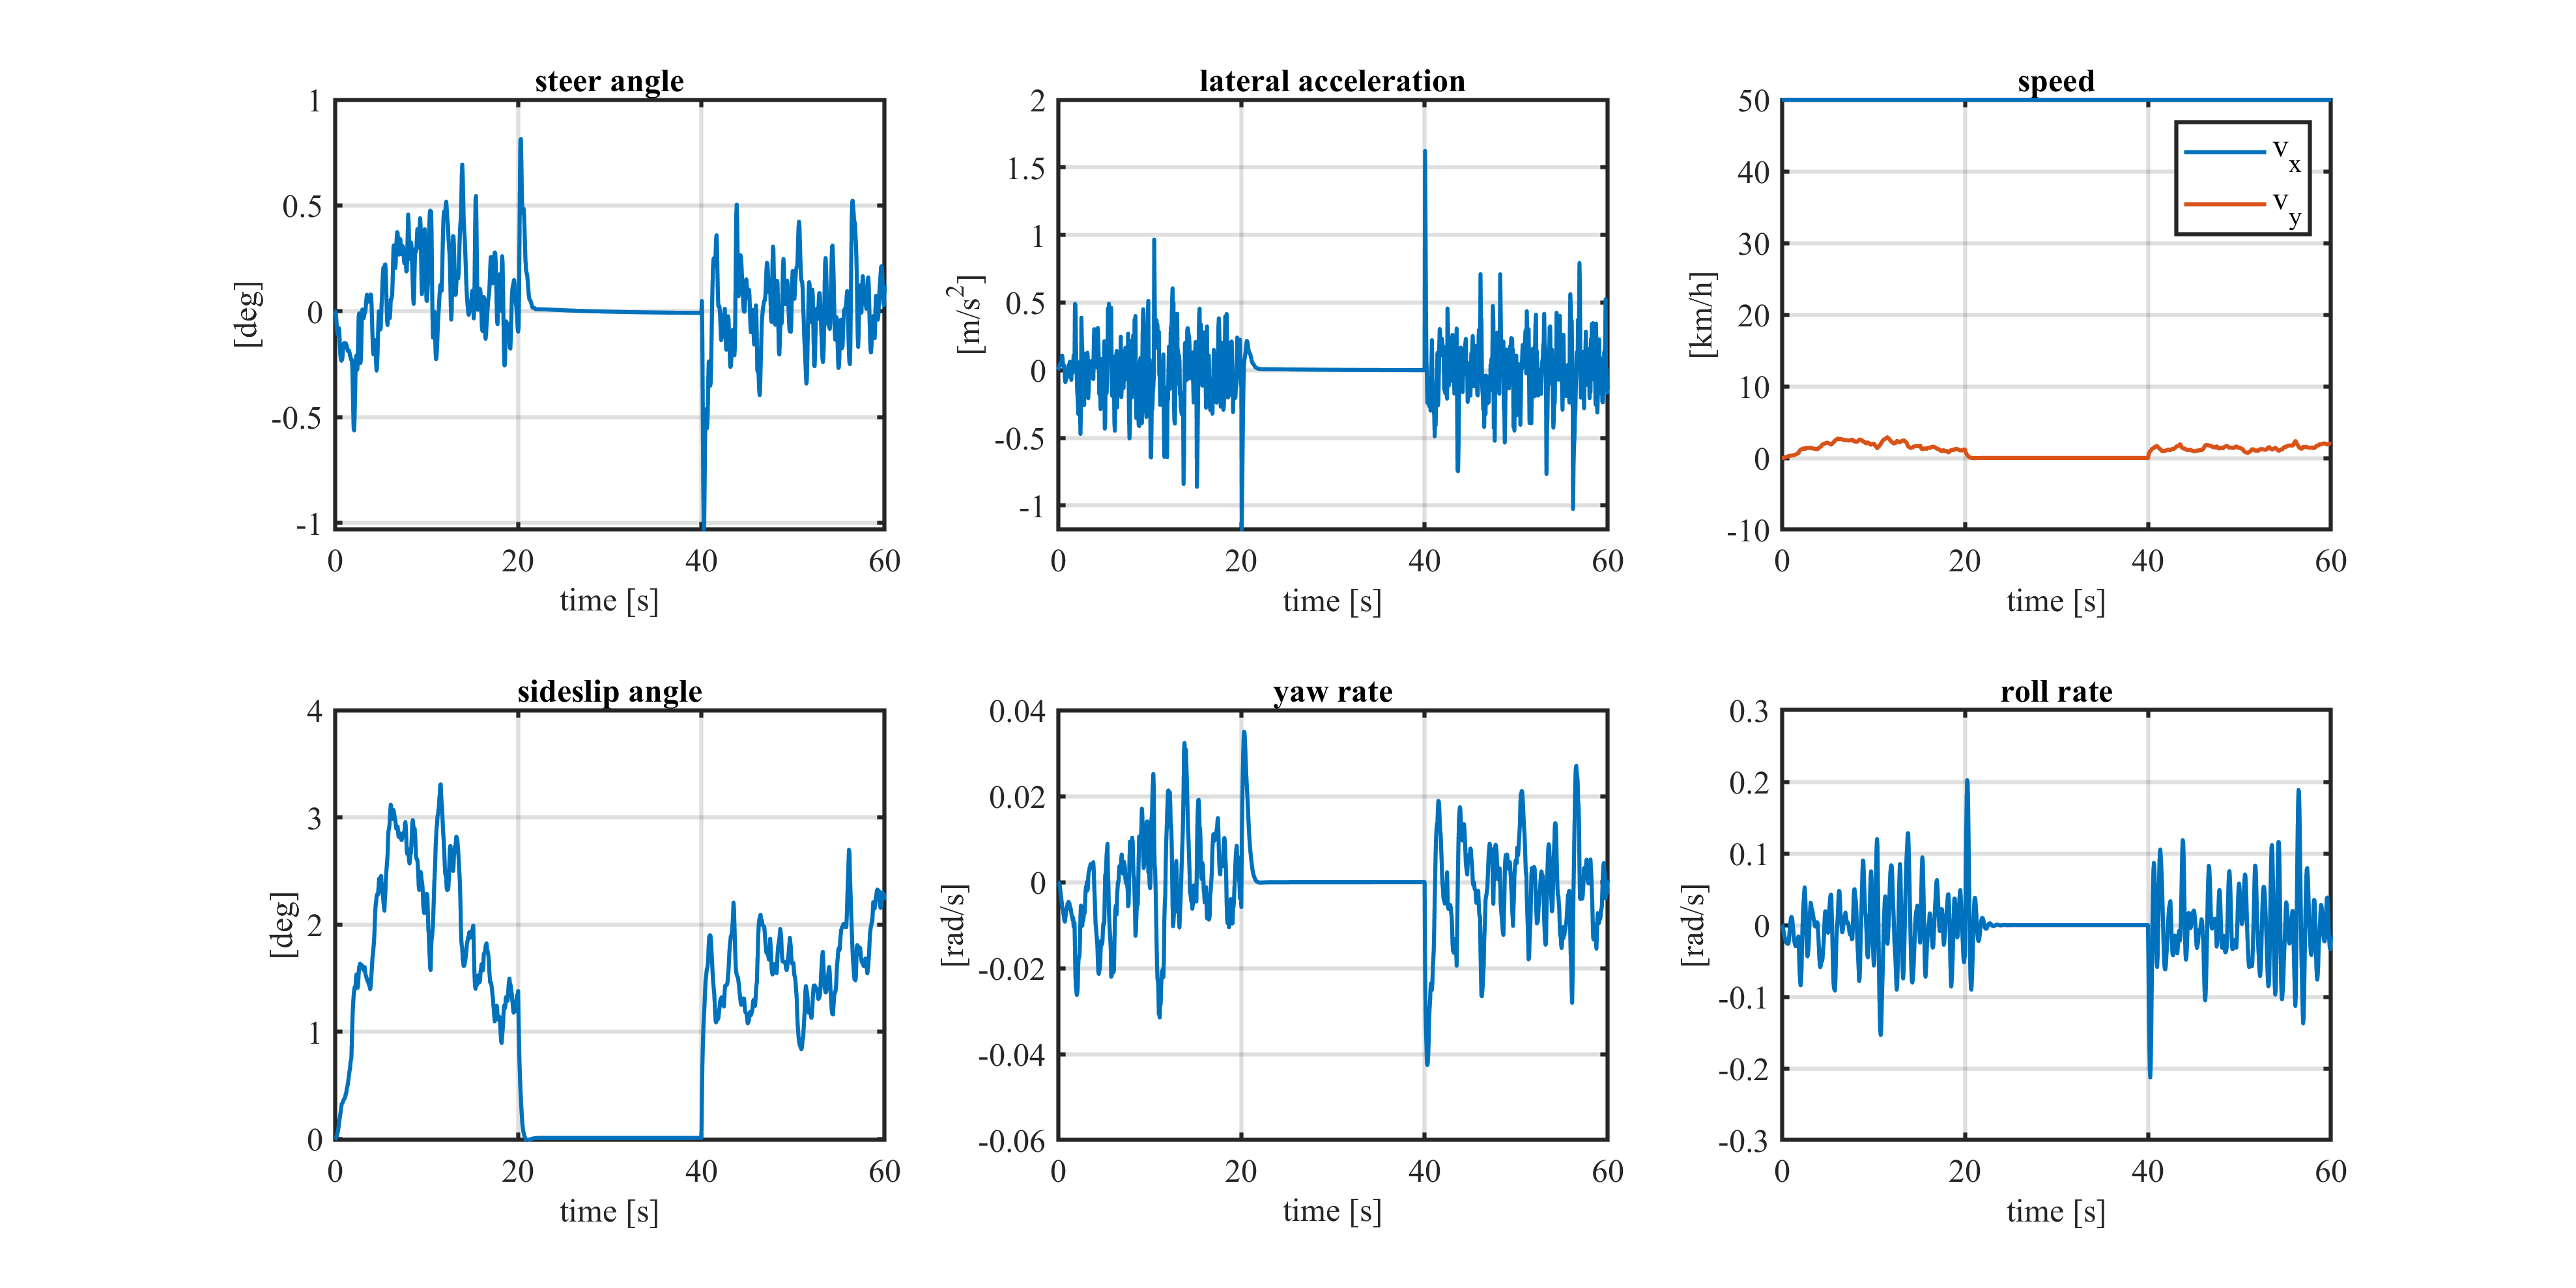 steer angle
1
0.5
0
-0.5
-1
[deg]
0 20 40 60
time [s]
lateral acceleration
2
1.5
1
0.5
0
-0.5
-1
[m/s²]
0 20 40 60
time [s]
speed
50
40
30
20
10
0
-10
[km/h]
v_x
v_y
0 20 40 60
time [s]
sideslip angle
4
3
2
1
0
[deg]
0 20 40 60
time [s]
yaw rate
0.04
0.02
0
-0.02
-0.04
-0.06
[rad/s]
0 20 40 60
time [s]
roll rate
0.3
0.2
0.1
0
-0.1
-0.2
-0.3
[rad/s]
0 20 40 60
time [s]